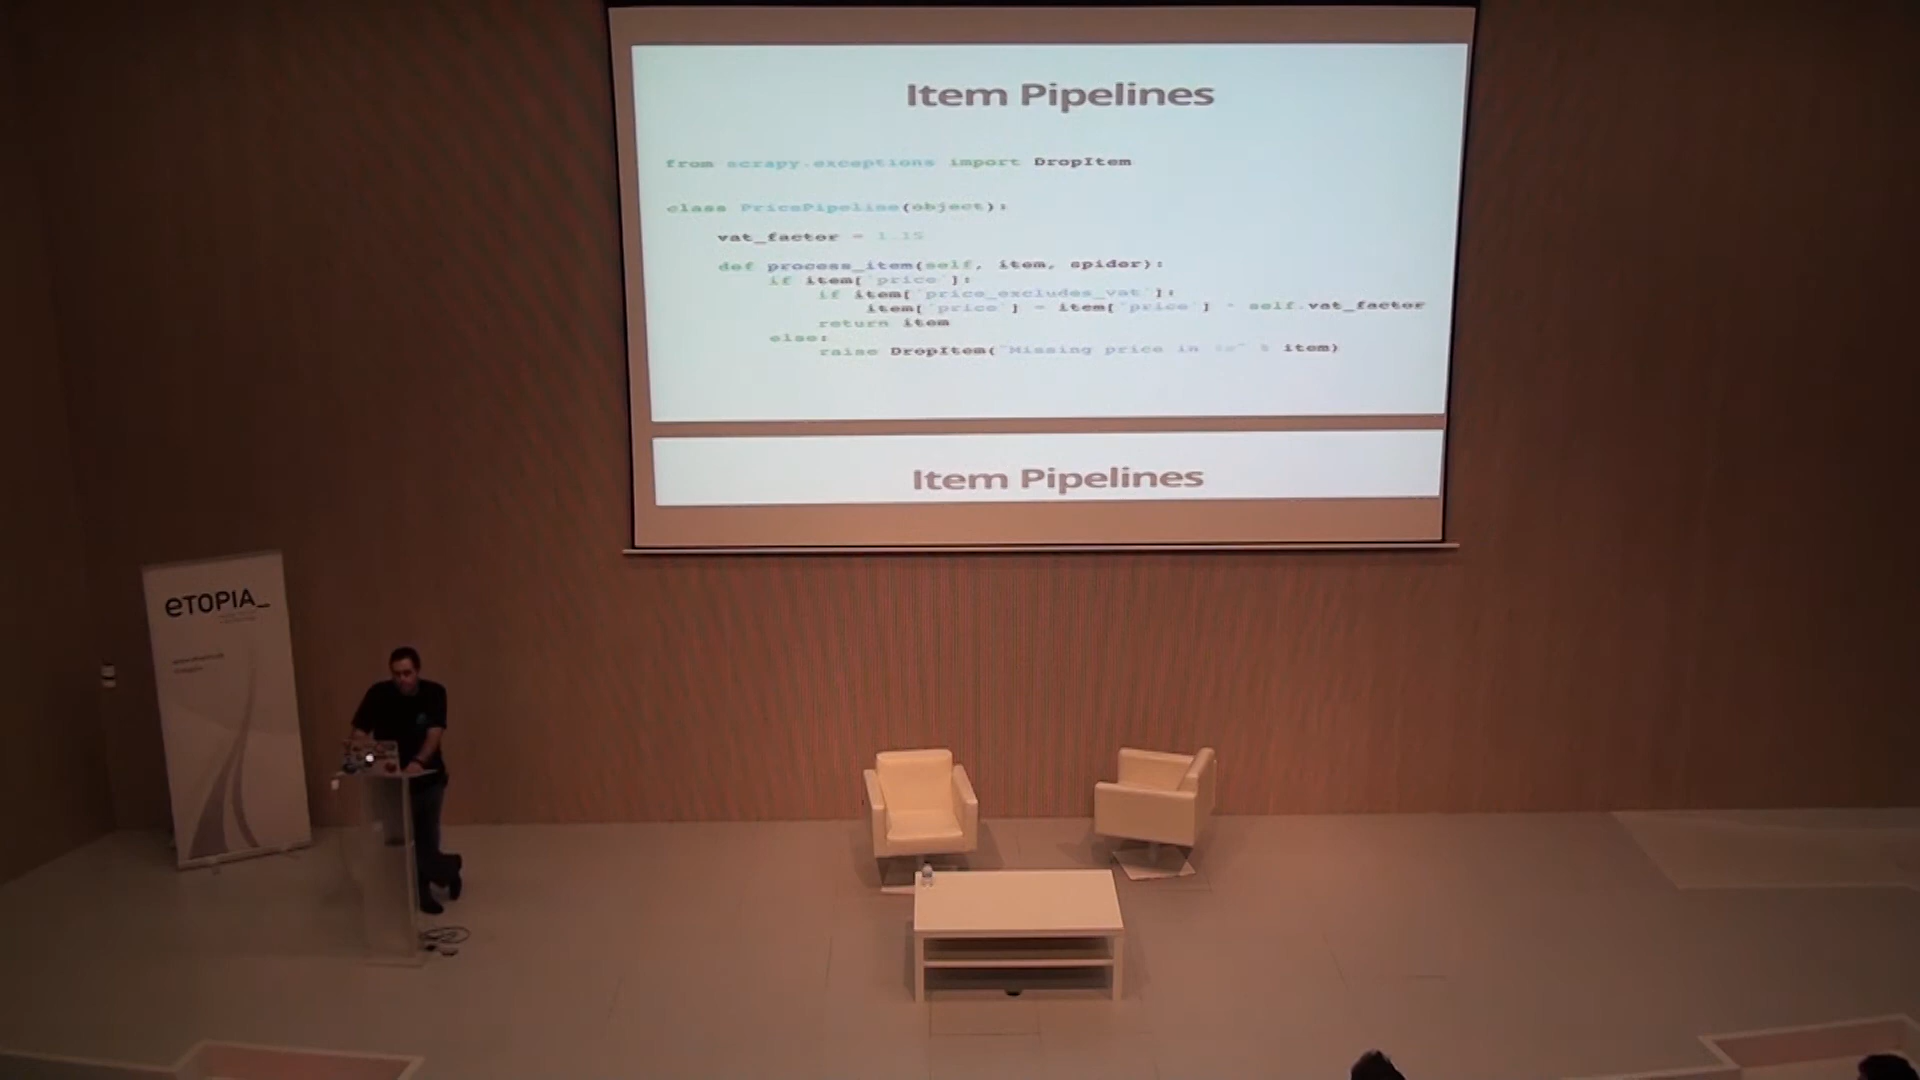 Item Pipelines
from scrapy.exceptions import DropItem
class PricePipeline(object):
vat_factor = 1.15
def process_item(self, item, spider):
if item['price']:
if item['price_excludes_vat']:
item['price'] = item['price'] * self.vat_factor
return item
else:
raise DropItem("Missing price in %s" % item)
Item Pipelines
eTOPIA_